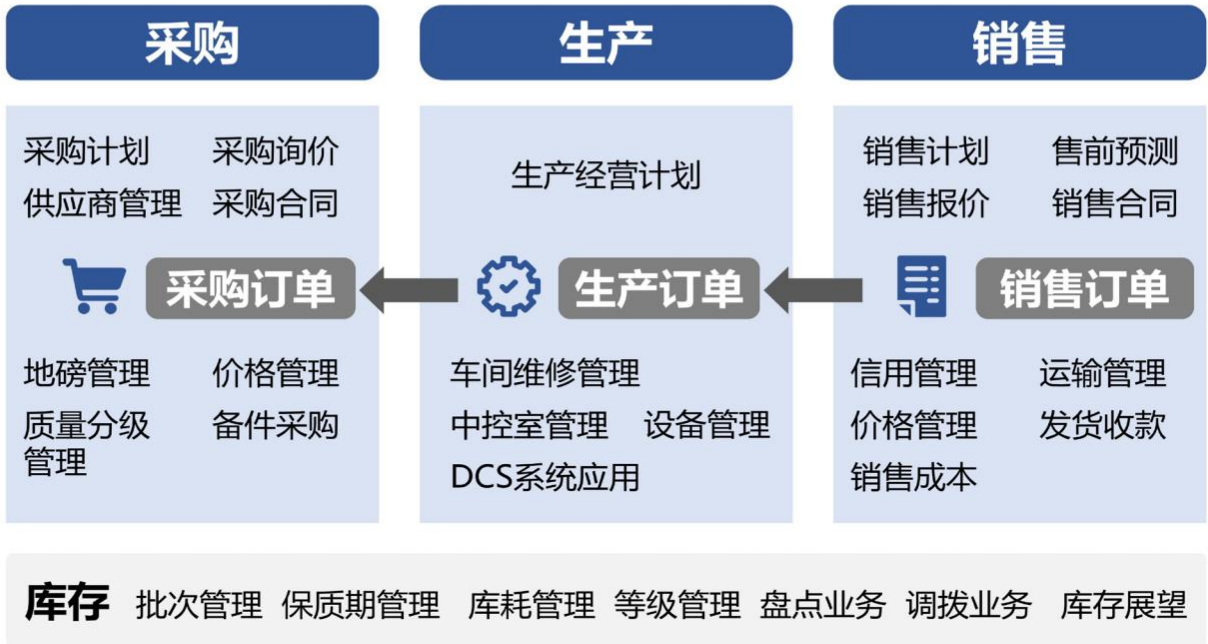 采购
采购计划 采购询价
供应商管理 采购合同
采购订单
地磅管理 价格管理
质量分级 备件采购
管理
生产
生产经营计划
生产订单
车间维修管理
中控室管理 设备管理
DCS系统应用
销售
销售计划 售前预测
销售报价 销售合同
销售订单
信用管理 运输管理
价格管理 发货收款
销售成本
库存 批次管理 保质期管理 库耗管理 等级管理 盘点业务 调拨业务 库存展望